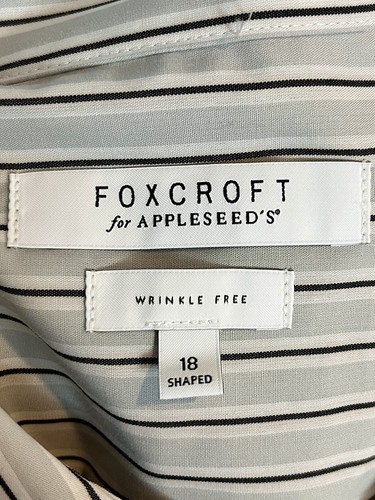 FOXCROFT
for APPLESEED'S®
WRINKLE FREE
18
SHAPED